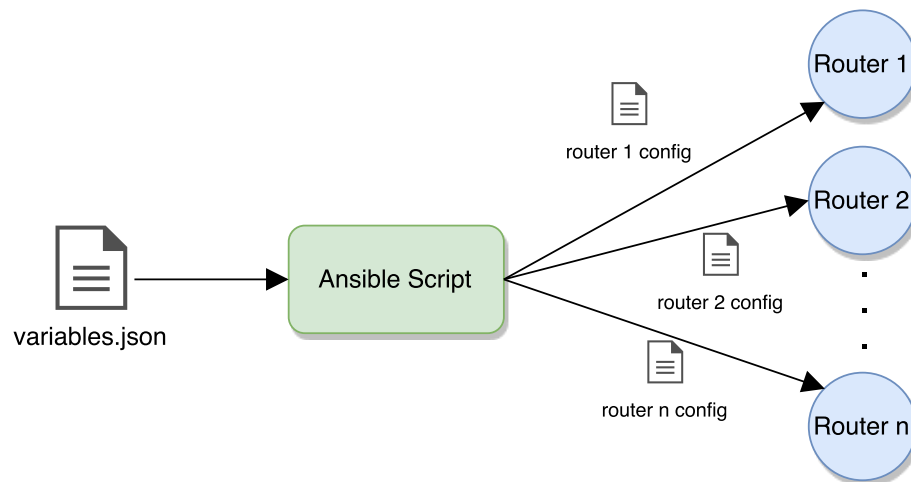 Router 1
router 1 config
Router 2
variables.json
Ansible Script
router 2 config
router n config
Router n